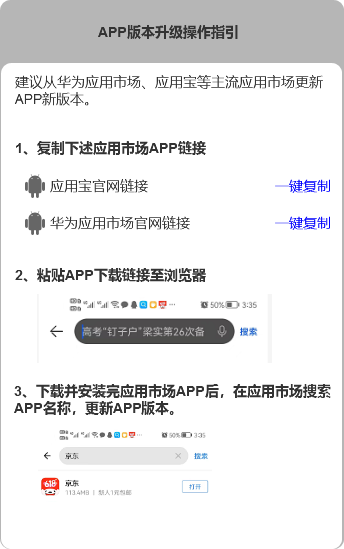 APP版本升级操作指引
建议从华为应用市场、应用宝等主流应用市场更新
APP新版本。
1、复制下述应用市场APP链接
应用宝官网链接 一键复制
华为应用市场官网链接 一键复制
2、粘贴APP下载链接至浏览器
50% 3:35
高考“钉子户”梁实第26次备 搜索
3、下载并安装完应用市场APP后，在应用市场搜索
APP名称，更新APP版本。
50% 3:35
京东 搜索
京东
113.4MB 打开